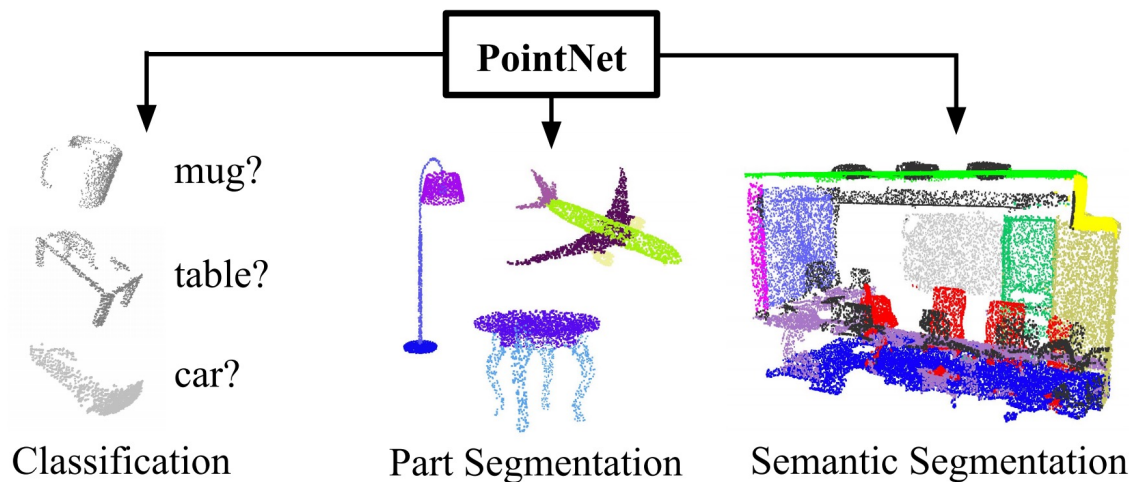 PointNet
mug?
table?
car?
Classification
Part Segmentation
Semantic Segmentation